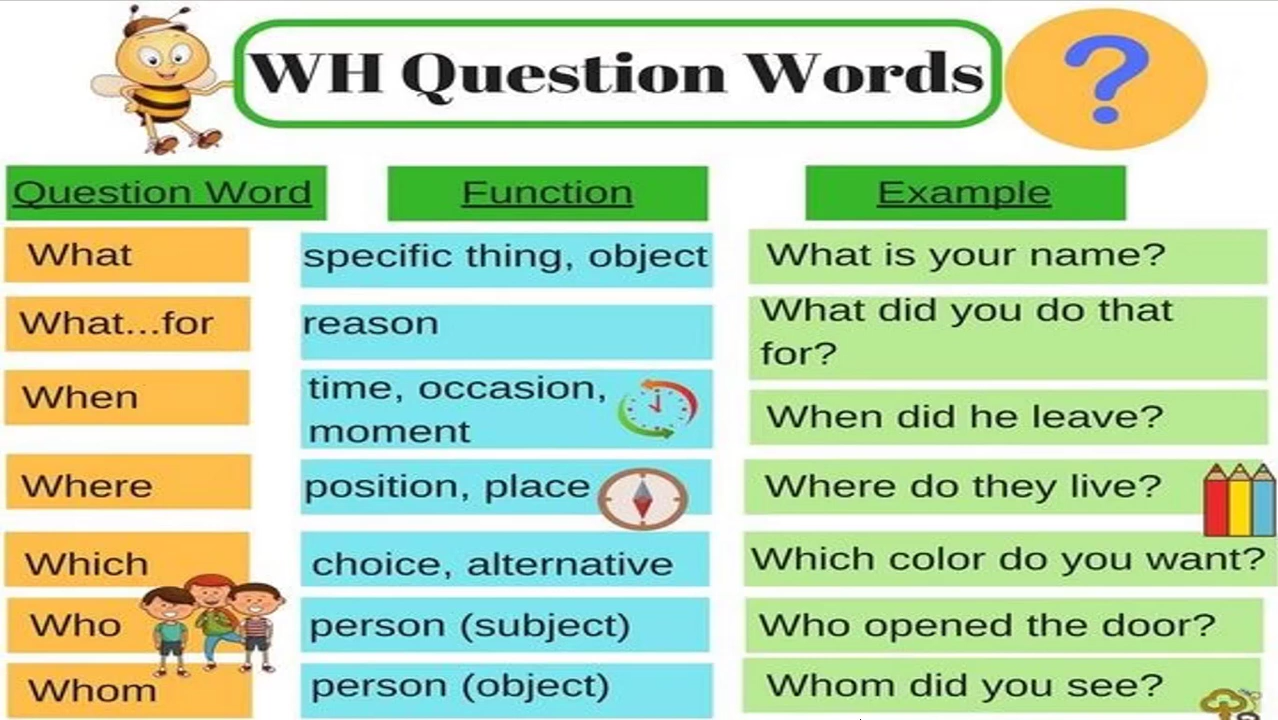 WH Question Words
?
Question Word Function Example
What specific thing, object What is your name?
What...for reason What did you do that
for?
When time, occasion,
moment When did he leave?
Where position, place Where do they live?
Which choice, alternative Which color do you want?
Who person (subject) Who opened the door?
Whom person (object) Whom did you see?